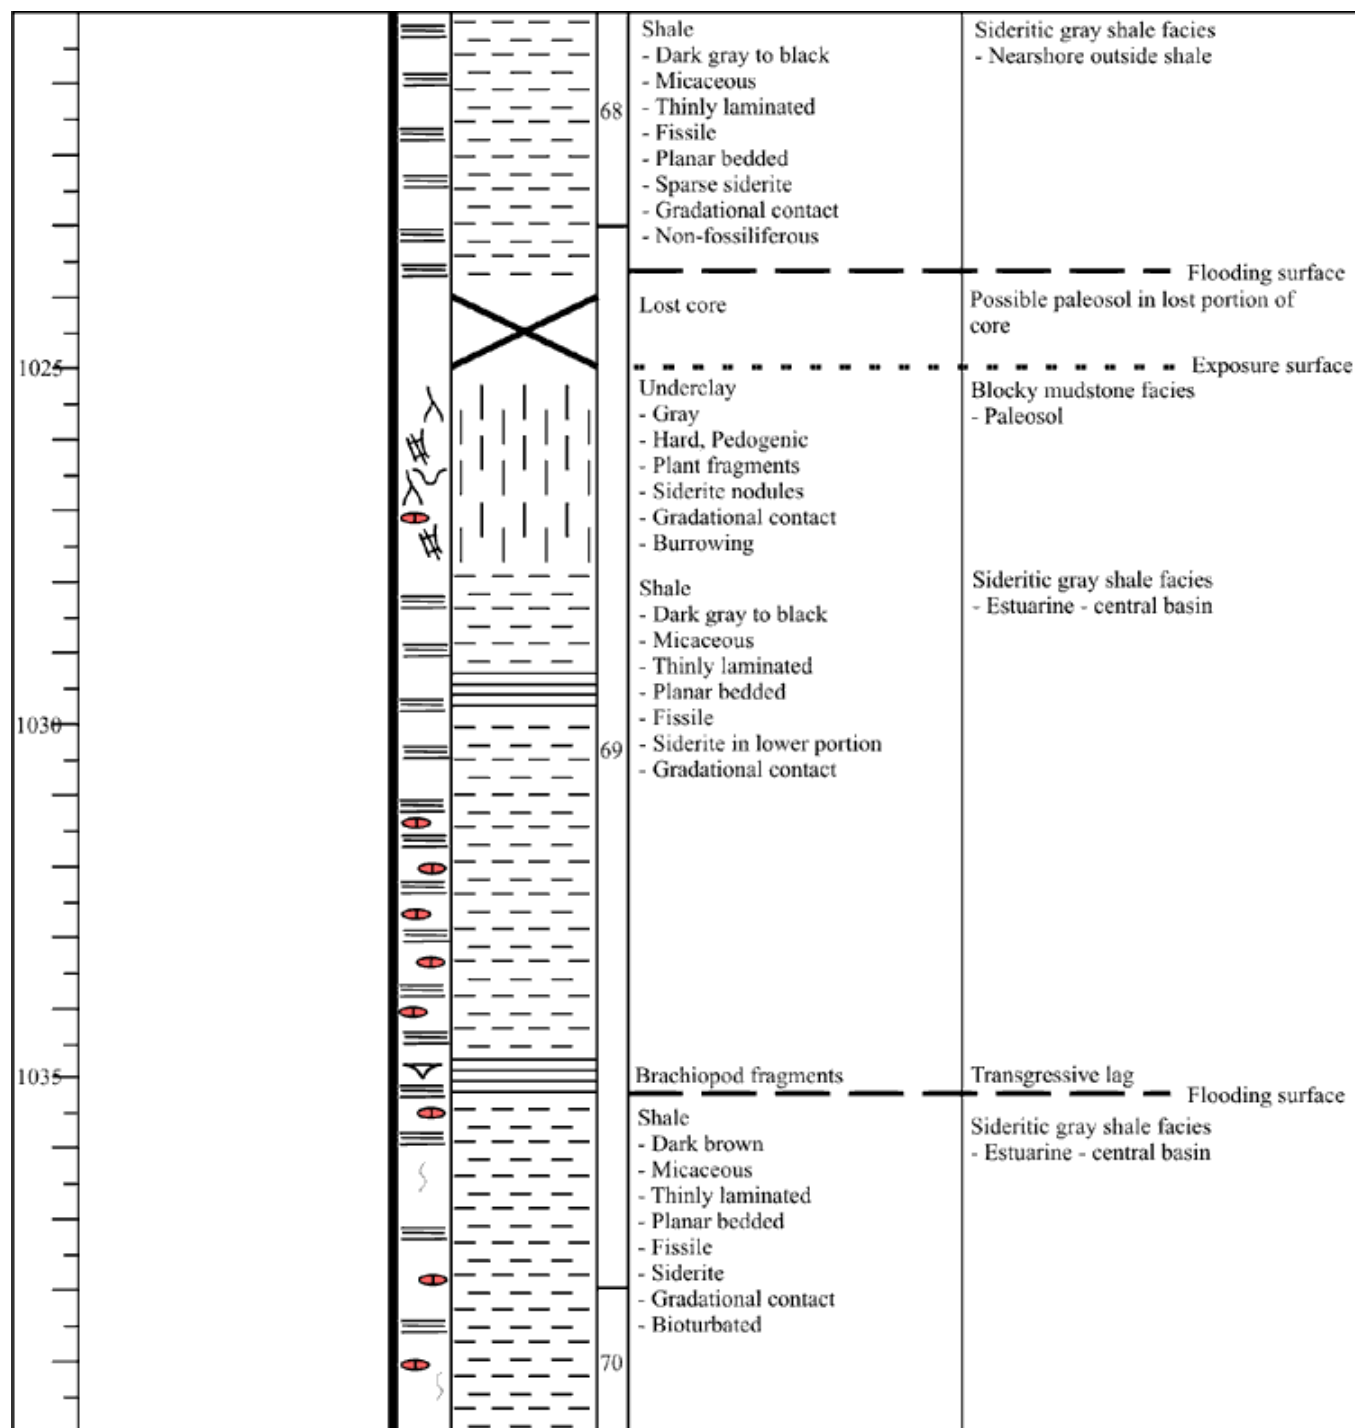 Shale
- Dark gray to black
- Micaceous
- Thinly laminated
- Fissile
- Planar bedded
- Sparse siderite
- Gradational contact
- Non-fossiliferous
Sideritic gray shale facies
- Nearshore outside shale
68
Flooding surface
Lost core
Possible paleosol in lost portion of
core
1025
Exposure surface
Underclay
- Gray
- Hard, Pedogenic
- Plant fragments
- Siderite nodules
- Gradational contact
- Burrowing
Blocky mudstone facies
- Paleosol
Shale
- Dark gray to black
- Micaceous
- Thinly laminated
- Planar bedded
- Fissile
- Siderite in lower portion
- Gradational contact
Sideritic gray shale facies
- Estuarine - central basin
1030
69
1035
Brachiopod fragments
Transgressive lag
Flooding surface
Shale
- Dark brown
- Micaceous
- Thinly laminated
- Planar bedded
- Fissile
- Siderite
- Gradational contact
- Bioturbated
Sideritic gray shale facies
- Estuarine - central basin
70